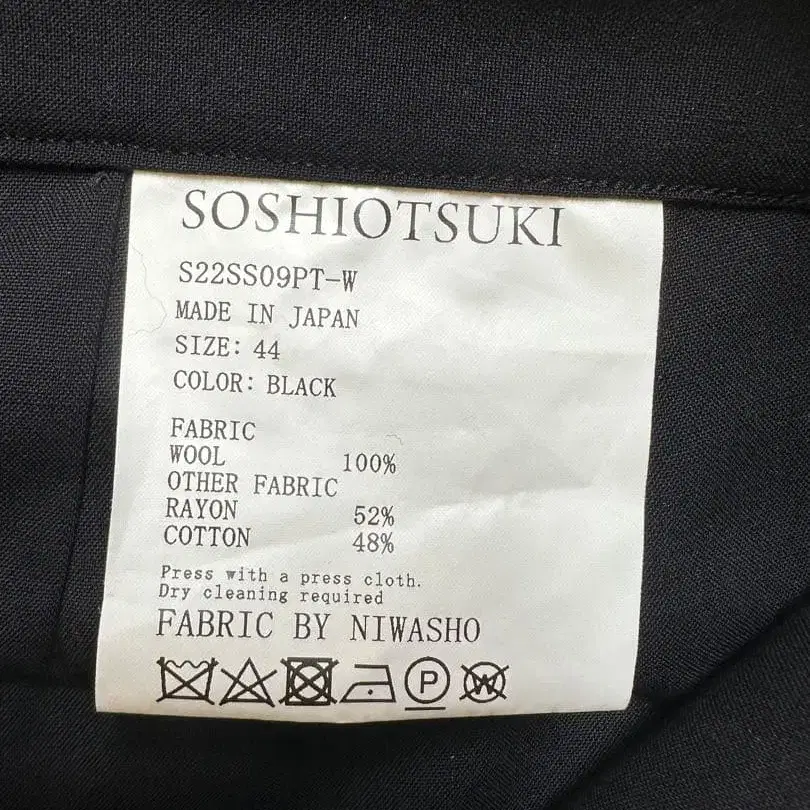 SOSHIOTSUKI
S22SS09PT-W
MADE IN JAPAN
SIZE: 44
COLOR: BLACK
FABRIC
WOOL 100%
OTHER FABRIC
RAYON 52%
COTTON 48%
Press with a press cloth.
Dry cleaning required
FABRIC BY NIWASHO
P W